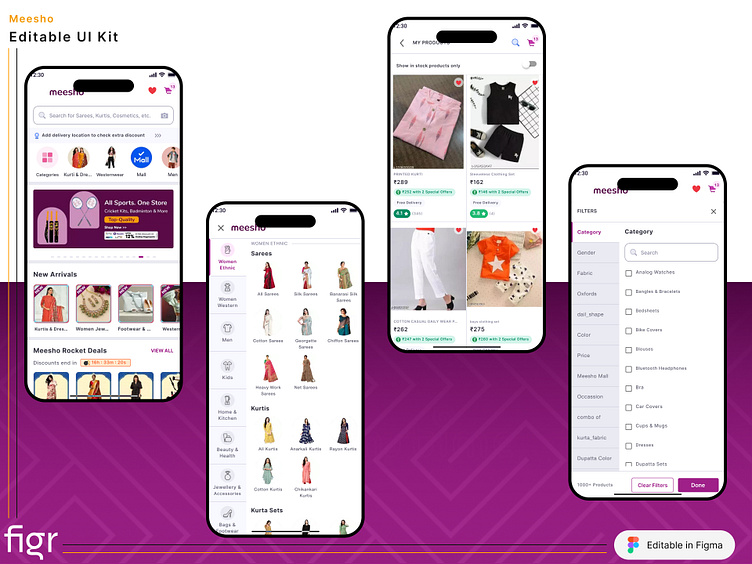 Meesho
Editable UI Kit
12:30
meesho
13
Search for Sarees, Kurtis, Cosmetics, etc.
Add delivery location to check extra discount
Categories
Kurti & Dre...
Westernwear
Mall
Mall
Men
All Sports. One Store
Cricket Kits, Badminton & More
Top-Quality
Shop Now >>
New Arrivals
Kurtis & Dres...
Women Jew...
Footwear & ...
Western
Meesho Rocket Deals
VIEW ALL
Discounts end in
16h : 03m : 20s
2:30
meesho
Women Ethnic
Women Western
Men
Kids
Home & Kitchen
Beauty & Health
Jewellery & Accessories
Bags & Footwear
WOMEN ETHNIC
Sarees
All Sarees
Silk Sarees
Banarasi Silk Sarees
Cotton Sarees
Georgette Sarees
Chiffon Sarees
Heavy Work Sarees
Net Sarees
Kurtis
All Kurtis
Anarkali Kurtis
Rayon Kurtis
Cotton Kurtis
Chikankari Kurtis
Kurta Sets
12:30
MY PRODUCTS
13
Show in stock products only
PRINTED KURTI
₹289
₹252 with 2 Special Offers
Free Delivery
4.1 ★
Sleeveless Clothing Set
₹162
₹146 with 2 Special Offers
Free Delivery
3.8 ★
COTTON CASUAL DAILY WEAR P...
₹262
₹247 with 2 Special Offers
boys clothing set
₹275
₹260 with 2 Special Offers
12:30
meesho
13
FILTERS
Category
Gender
Fabric
Oxfords
dail_shape
Color
Price
Meesho Mall
Occassion
combo of
kurta_fabric
Dupatta Color
Category
Search
Analog Watches
Bangles & Bracelets
Bedsheets
Bike Covers
Blouses
Bluetooth Headphones
Bra
Car Covers
Cups & Mugs
Dresses
Dupatta Sets
1000+ Products
Clear Filters
Done
figr
Editable in Figma